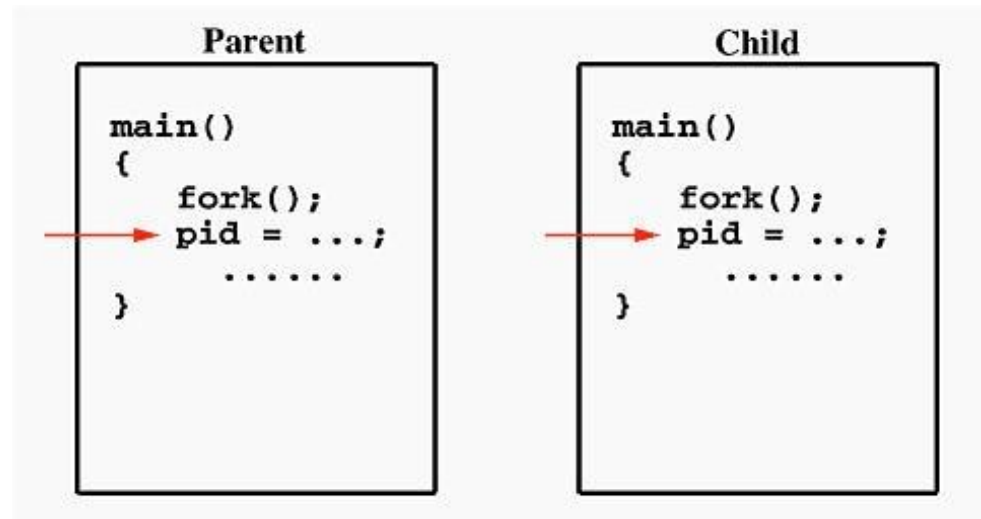 Parent
main()
{
fork();
pid = ...;
......
}
Child
main()
{
fork();
pid = ...;
......
}